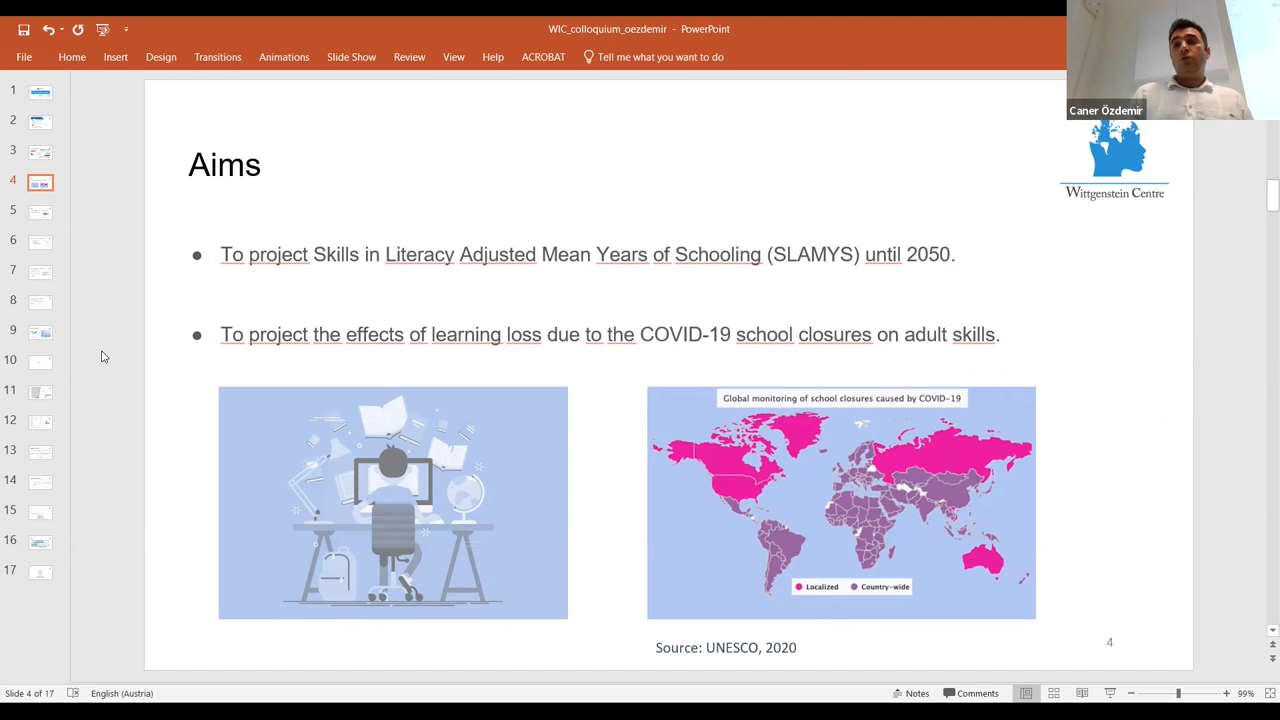 WIC_colloquium_oezdemir - PowerPoint
File Home Insert Design Transitions Animations Slide Show Review View Help ACROBAT Tell me what you want to do
Caner Özdemir
1
2
3
4
5
6
7
8
9
10
11
12
13
14
15
16
17
Wittgenstein Centre
Aims
● To project Skills in Literacy Adjusted Mean Years of Schooling (SLAMYS) until 2050.
● To project the effects of learning loss due to the COVID-19 school closures on adult skills.
Global monitoring of school closures caused by COVID-19
Localized Country-wide
Source: UNESCO, 2020
4
Slide 4 of 17 English (Austria) Notes Comments 99%